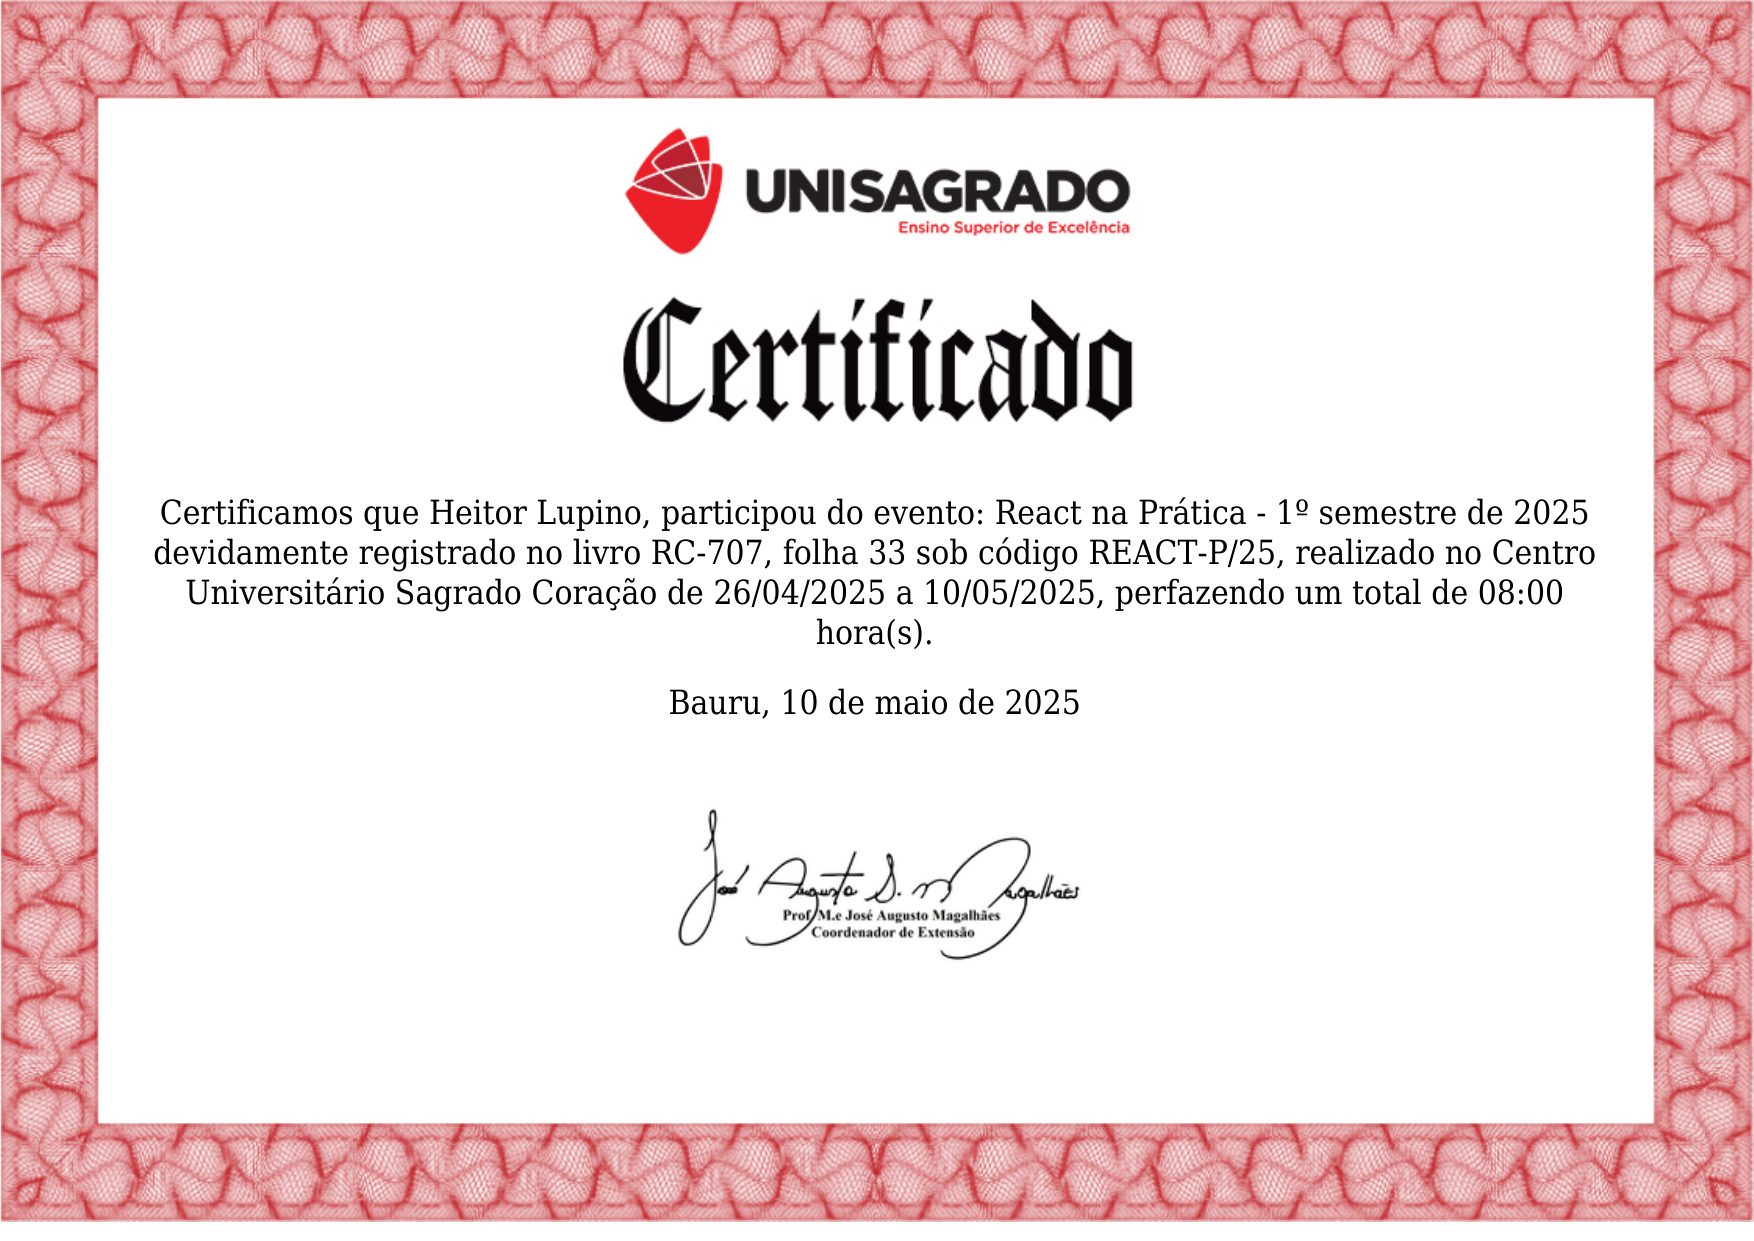 UNISAGRADO
Ensino Superior de Excelência
Certificado
Certificamos que Heitor Lupino, participou do evento: React na Prática - 1º semestre de 2025
devidamente registrado no livro RC-707, folha 33 sob código REACT-P/25, realizado no Centro
Universitário Sagrado Coração de 26/04/2025 a 10/05/2025, perfazendo um total de 08:00
hora(s).
Bauru, 10 de maio de 2025
José Augusto S. M Magalhães
Prof. M.e José Augusto Magalhães
Coordenador de Extensão